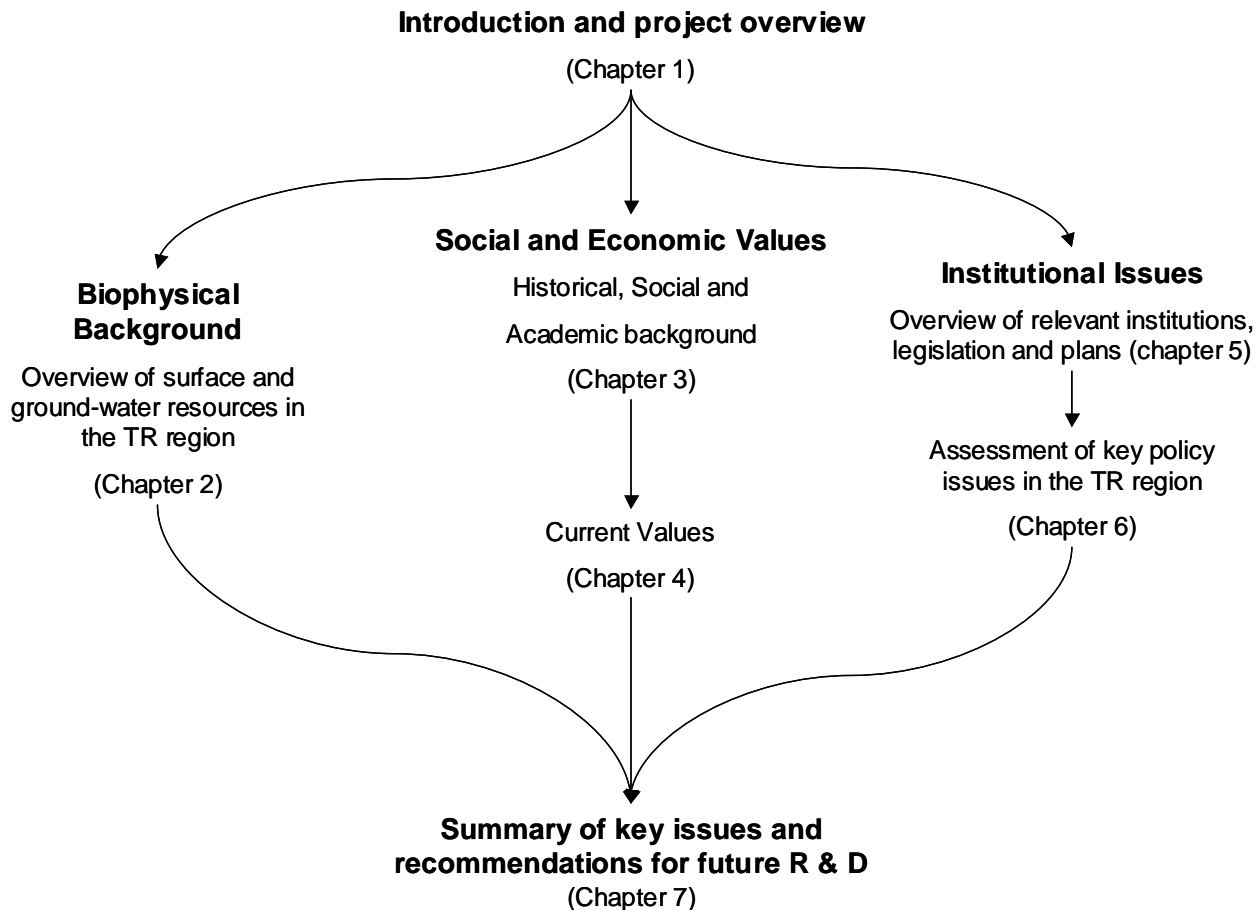 Introduction and project overview
(Chapter 1)
Biophysical
Background
Overview of surface and
ground-water resources in
the TR region
(Chapter 2)
Social and Economic Values
Historical, Social and
Academic background
(Chapter 3)
Current Values
(Chapter 4)
Institutional Issues
Overview of relevant institutions,
legislation and plans (chapter 5)
Assessment of key policy
issues in the TR region
(Chapter 6)
Summary of key issues and
recommendations for future R & D
(Chapter 7)